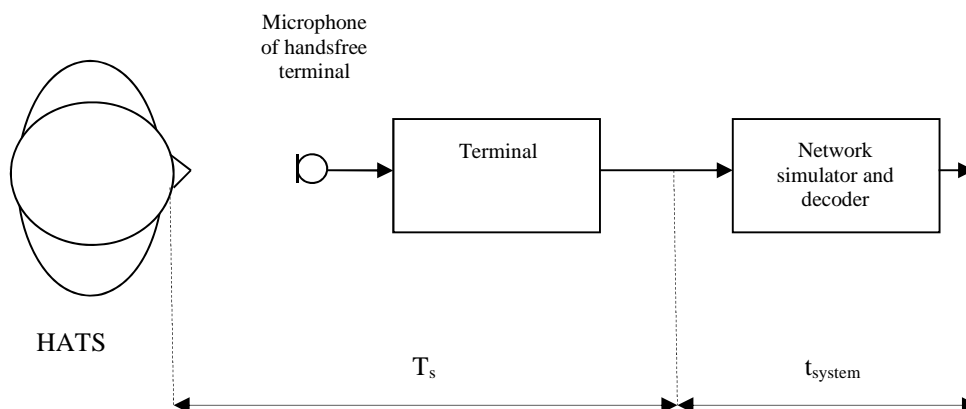 Microphone
of handsfree
terminal
Terminal
Network
simulator and
decoder
HATS
Ts
tsystem